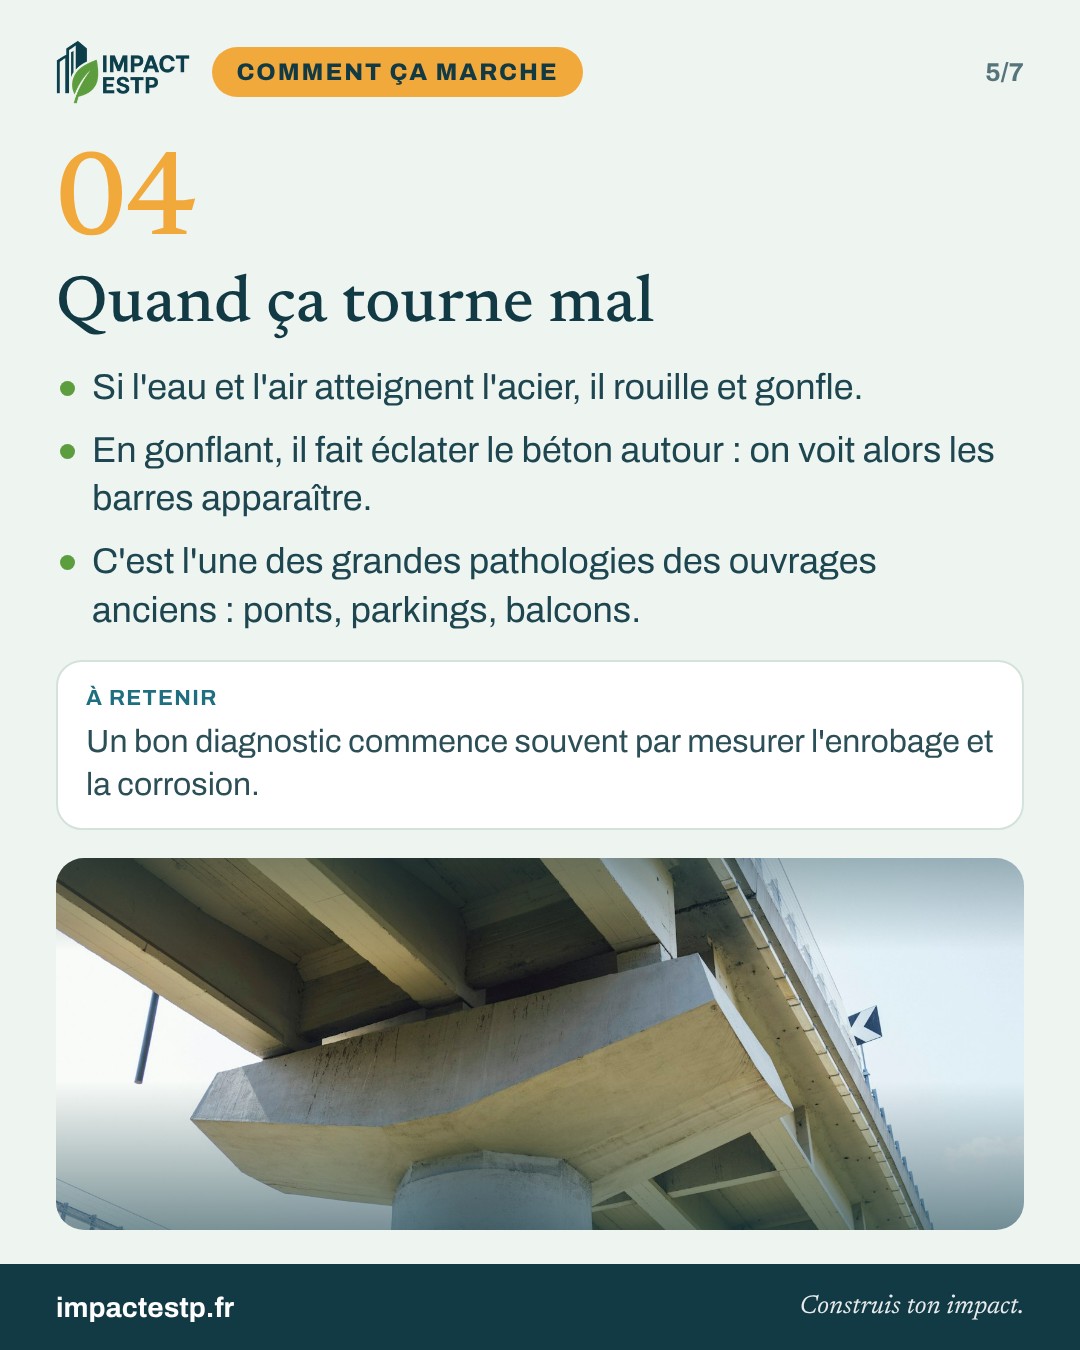 IMPACT
ESTP
COMMENT ÇA MARCHE
5/7
04
Quand ça tourne mal
Si l'eau et l'air atteignent l'acier, il rouille et gonfle.
En gonflant, il fait éclater le béton autour : on voit alors les
barres apparaître.
C'est l'une des grandes pathologies des ouvrages
anciens : ponts, parkings, balcons.
À RETENIR
Un bon diagnostic commence souvent par mesurer l'enrobage et
la corrosion.
impactestp.fr
Construis ton impact.